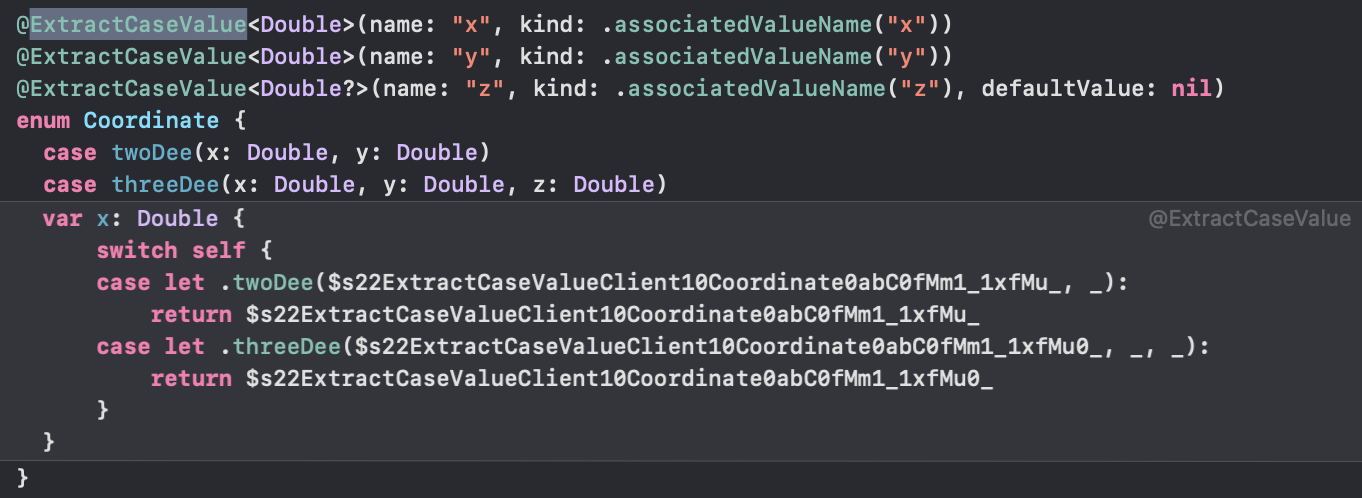 @ExtractCaseValue<Double>(name: "x", kind: .associatedValueName("x"))
@ExtractCaseValue<Double>(name: "y", kind: .associatedValueName("y"))
@ExtractCaseValue<Double?>(name: "z", kind: .associatedValueName("z"), defaultValue: nil)
enum Coordinate {
  case twoDee(x: Double, y: Double)
  case threeDee(x: Double, y: Double, z: Double)
  var x: Double { @ExtractCaseValue
      switch self {
      case let .twoDee($s22ExtractCaseValueClient10Coordinate0abC0fMm1_1xfMu_, _):
          return $s22ExtractCaseValueClient10Coordinate0abC0fMm1_1xfMu_
      case let .threeDee($s22ExtractCaseValueClient10Coordinate0abC0fMm1_1xfMu0_, _, _):
          return $s22ExtractCaseValueClient10Coordinate0abC0fMm1_1xfMu0_
      }
  }
}